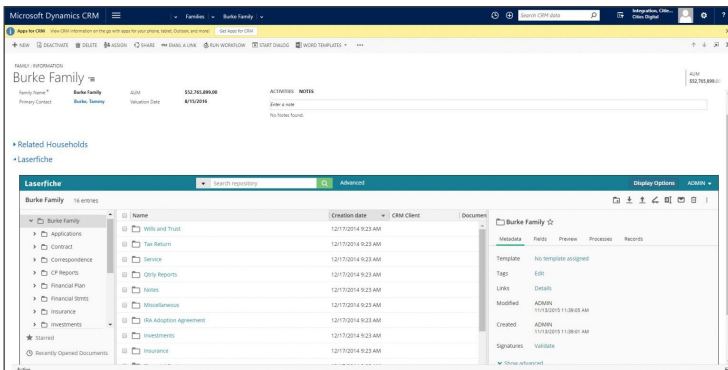 Microsoft Dynamics CRM
Families
Burke Family
Search CRM data
Integration, Citie...
Cities Digital
?
Apps for CRM View CRM information on the go with apps for your phone, tablet, Outlook, and more! Get Apps for CRM
+ NEW DEACTIVATE DELETE ASSIGN SHARE EMAIL A LINK RUN WORKFLOW START DIALOG WORD TEMPLATES
FAMILY : INFORMATION
Burke Family
AUM
$52,765,899.00
Family Name * Burke Family AUM $52,765,899.00 ACTIVITIES NOTES
Primary Contact Burke, Tammy Valuation Date 8/15/2016 Enter a note
No Notes found.
Related Households
Laserfiche
Laserfiche Search repository Advanced Display Options ADMIN
Burke Family 16 entries
Burke Family
Applications
Contract
Correspondence
CP Reports
Financial Plan
Financial Stmts
Insurance
Investments
Starred
Recently Opened Documents
Name Creation date CRM Client Documen
Wills and Trust 12/17/2014 9:23 AM
Tax Return 12/17/2014 9:23 AM
Service 12/17/2014 9:23 AM
Qtrly Reports 12/17/2014 9:23 AM
Notes 12/17/2014 9:23 AM
Miscellaneous 12/17/2014 9:23 AM
IRA Adoption Agreement 12/17/2014 9:23 AM
Investments 12/17/2014 9:23 AM
Insurance 12/17/2014 9:23 AM
Burke Family
Metadata Fields Preview Processes Records
Template No template assigned
Tags Edit
Links Details
Modified ADMIN
11/13/2015 11:39:05 AM
Created ADMIN
11/13/2015 11:39:01 AM
Signatures Validate
Show advanced
Active